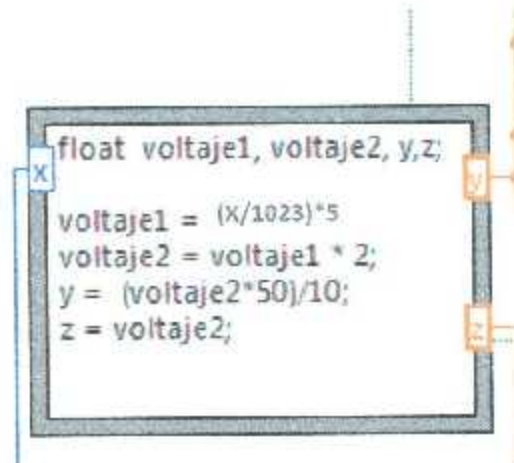 float voltaje1, voltaje2, y,z;
x
y
voltaje1 = (X/1023)*5
voltaje2 = voltaje1 * 2;
y = (voltaje2*50)/10;
z = voltaje2;
z